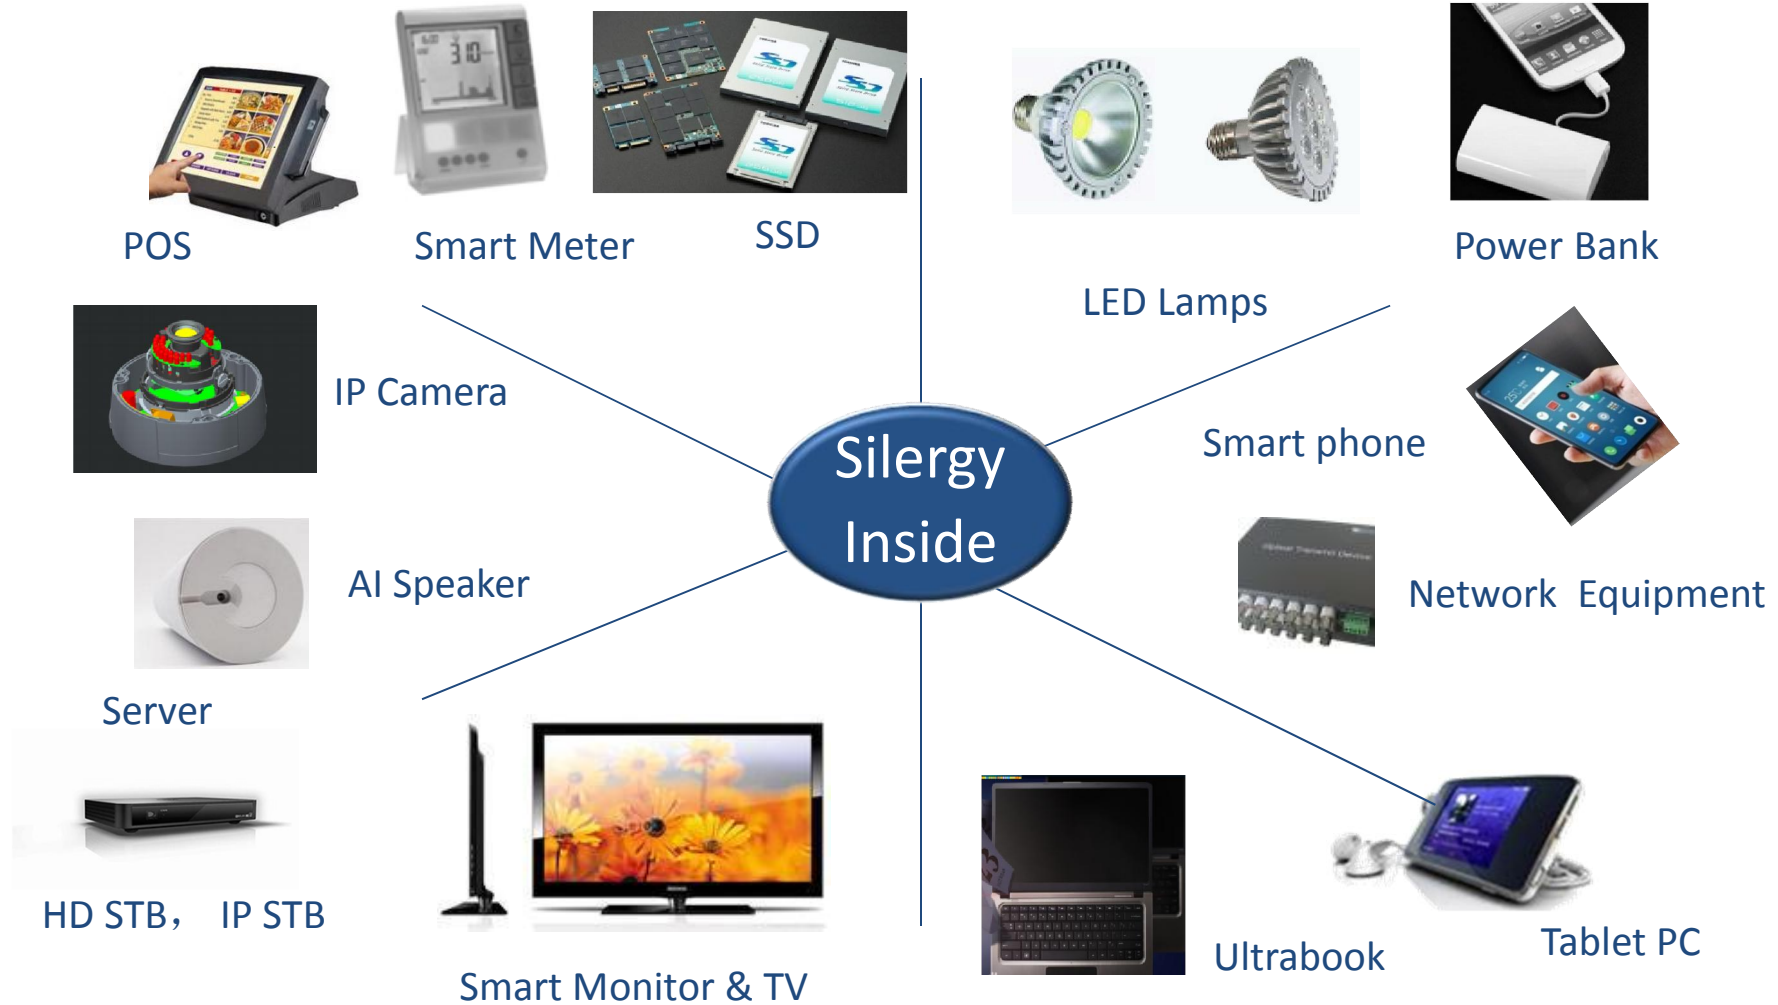 POS
Smart Meter
SSD
LED Lamps
Power Bank
IP Camera
Smart phone
Silergy
Inside
AI Speaker
Network Equipment
Server
HD STB， IP STB
Smart Monitor & TV
Ultrabook
Tablet PC